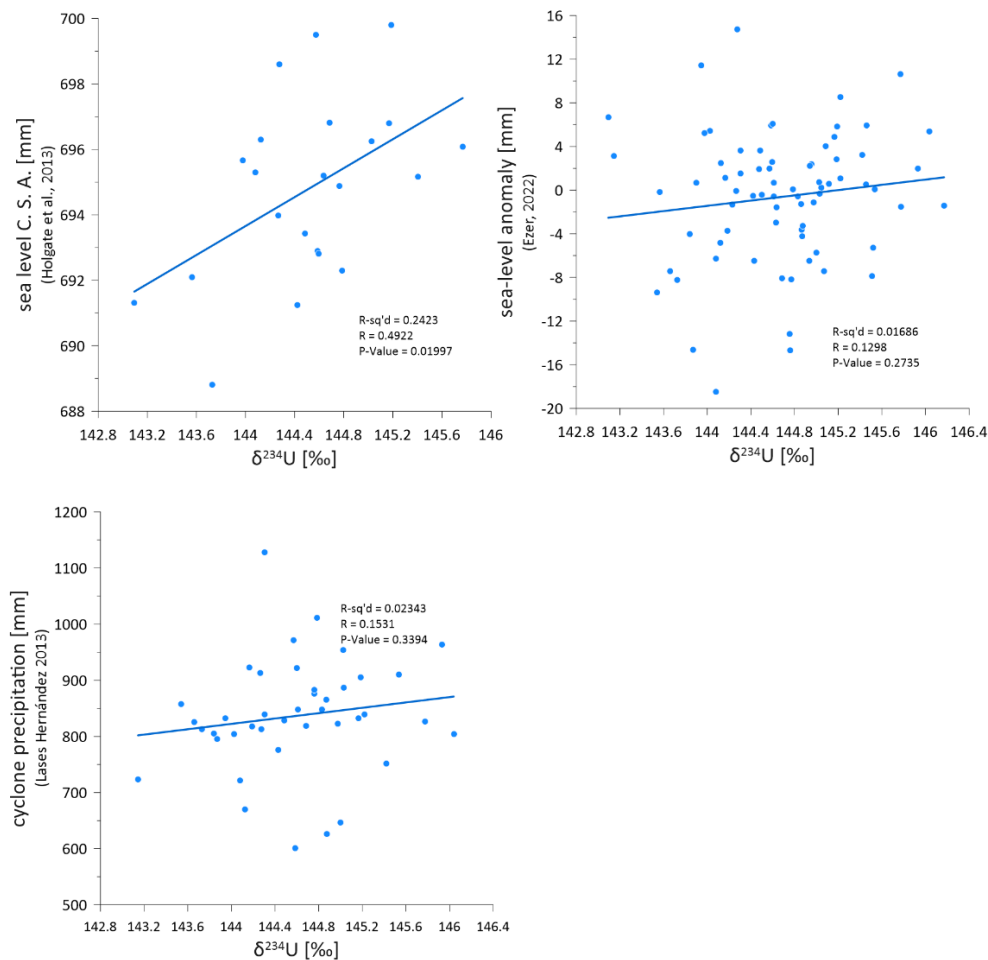 700
698
696
694
692
690
688
sea level C. S. A. [mm]
(Holgate et al., 2013)
R-sq'd = 0.2423
R = 0.4922
P-Value = 0.01997
142.8 143.2 143.6 144 144.4 144.8 145.2 145.6 146
δ²³⁴U [‰]
16
12
8
4
0
-4
-8
-12
-16
-20
sea-level anomaly [mm]
(Ezer, 2022)
R-sq'd = 0.01686
R = 0.1298
P-Value = 0.2735
142.8 143.2 143.6 144 144.4 144.8 145.2 145.6 146 146.4
δ²³⁴U [‰]
1200
1100
1000
900
800
700
600
500
cyclone precipitation [mm]
(Lases Hernández 2013)
R-sq'd = 0.02343
R = 0.1531
P-Value = 0.3394
142.8 143.2 143.6 144 144.4 144.8 145.2 145.6 146 146.4
δ²³⁴U [‰]